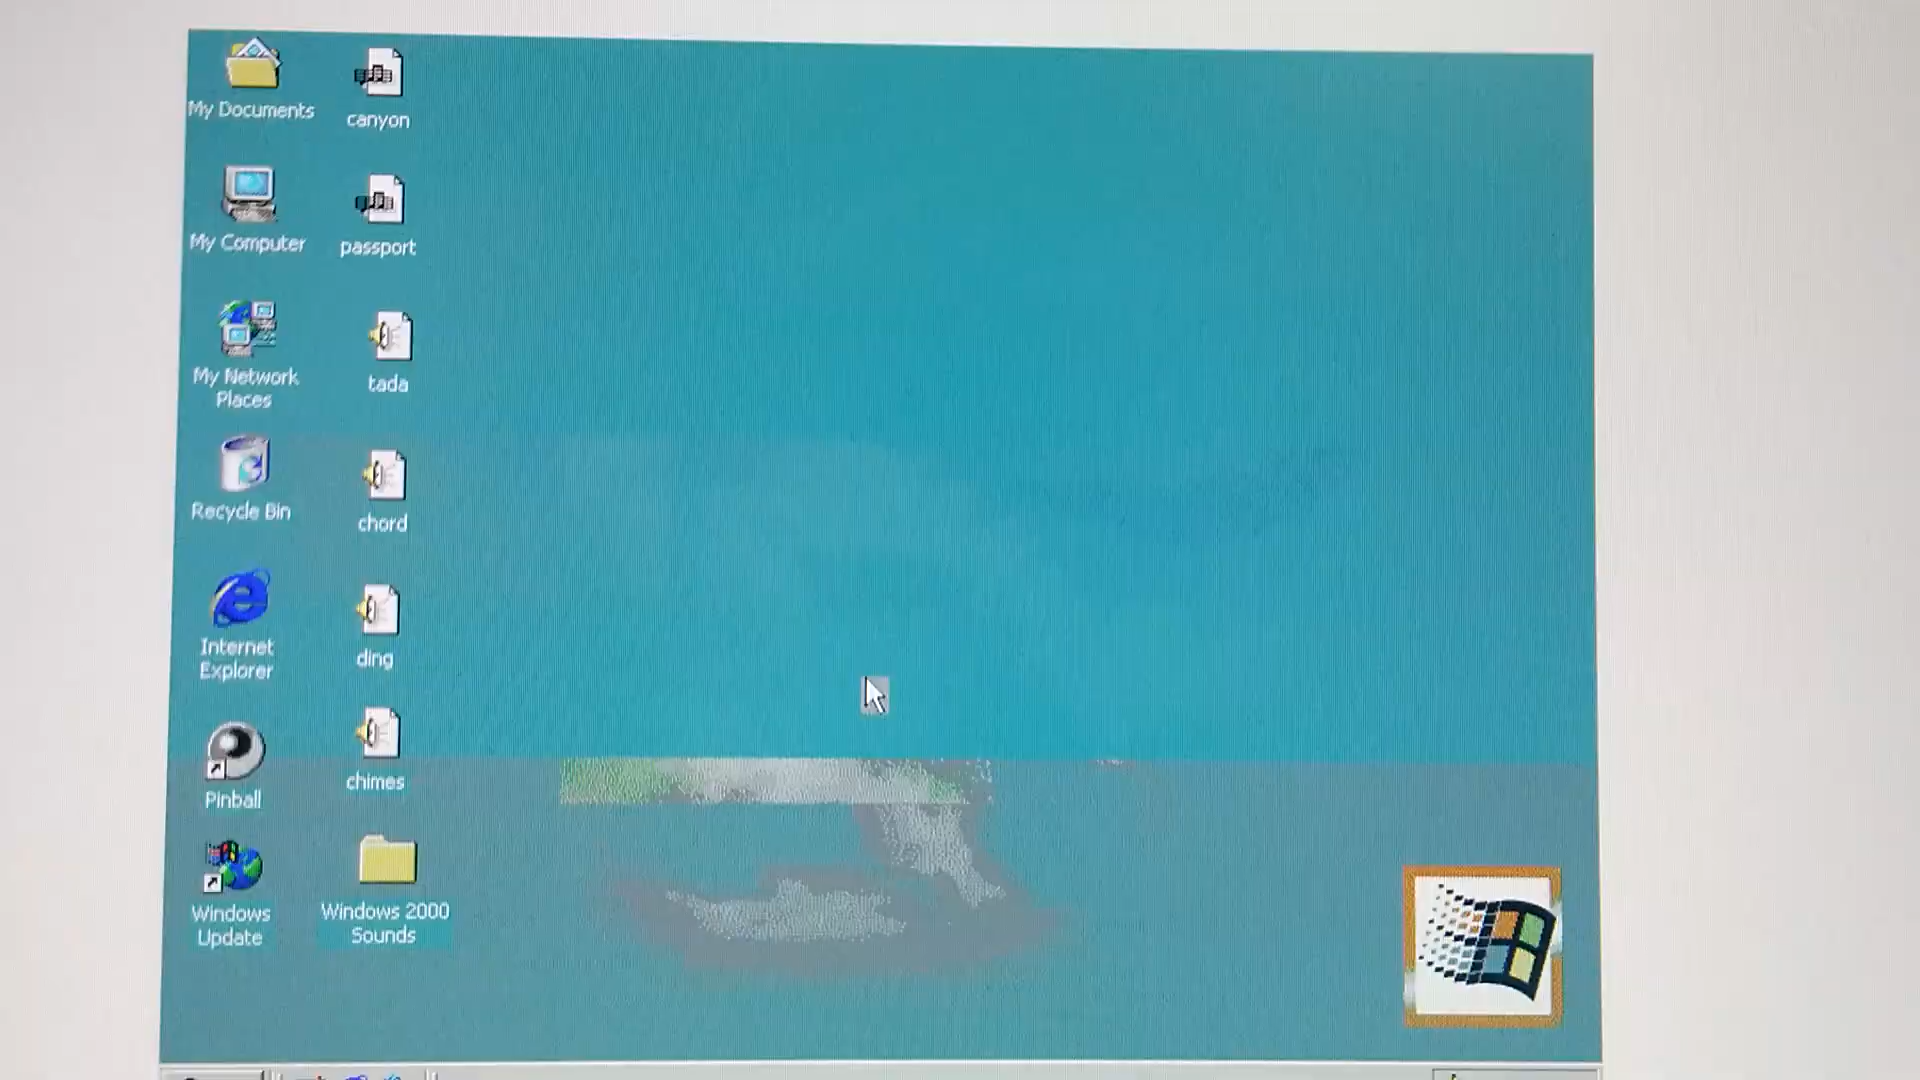 My Documents
canyon
My Computer
passport
My Network
Places
tada
Recycle Bin
chord
Internet
Explorer
ding
Pinball
chimes
Windows
Update
Windows 2000
Sounds